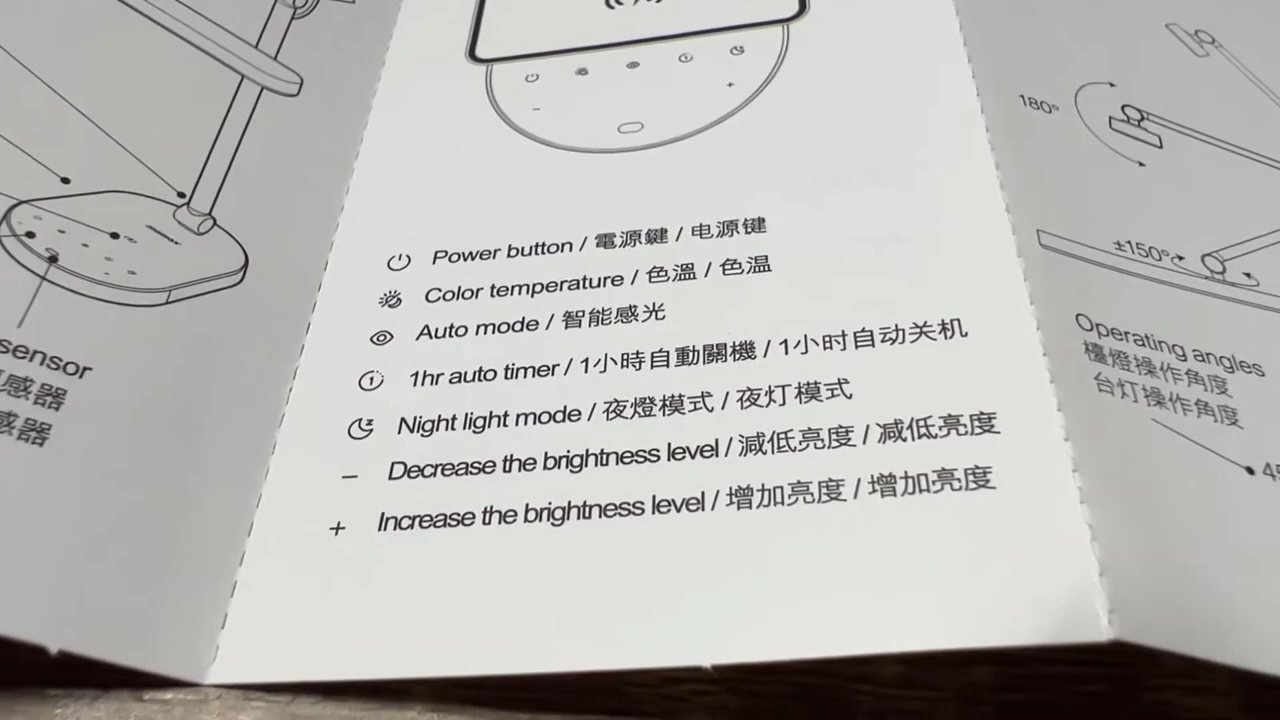 Power button / 電源鍵 / 电源键
Color temperature / 色溫 / 色温
Auto mode / 智能感光
1hr auto timer / 1小時自動關機 / 1小时自动关机
Night light mode / 夜燈模式 / 夜灯模式
− Decrease the brightness level / 減低亮度 / 减低亮度
+ Increase the brightness level / 增加亮度 / 增加亮度
sensor
感器
感器
180°
±150°
Operating angles
檯燈操作角度
台灯操作角度